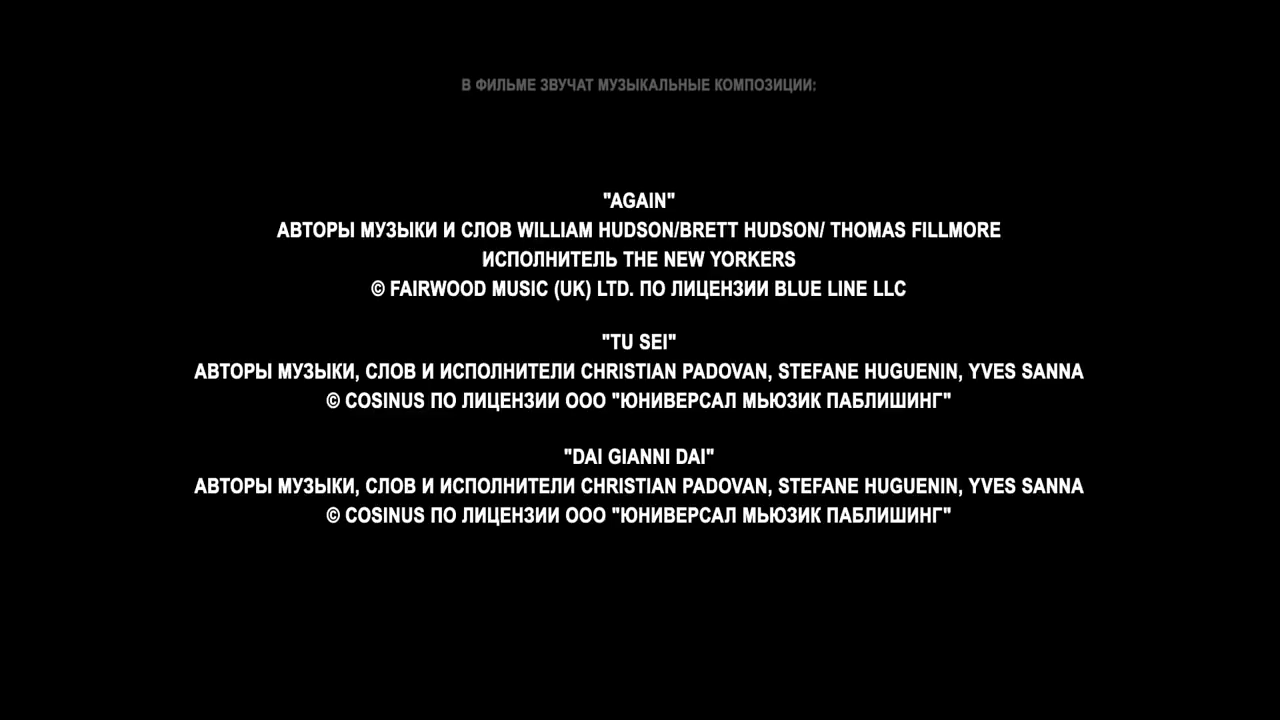 В ФИЛЬМЕ ЗВУЧАТ МУЗЫКАЛЬНЫЕ КОМПОЗИЦИИ:
"AGAIN"
АВТОРЫ МУЗЫКИ И СЛОВ WILLIAM HUDSON/BRETT HUDSON/ THOMAS FILLMORE
ИСПОЛНИТЕЛЬ THE NEW YORKERS
© FAIRWOOD MUSIC (UK) LTD. ПО ЛИЦЕНЗИИ BLUE LINE LLC
"TU SEI"
АВТОРЫ МУЗЫКИ, СЛОВ И ИСПОЛНИТЕЛИ CHRISTIAN PADOVAN, STEFANE HUGUENIN, YVES SANNA
© COSINUS ПО ЛИЦЕНЗИИ ООО "ЮНИВЕРСАЛ МЬЮЗИК ПАБЛИШИНГ"
"DAI GIANNI DAI"
АВТОРЫ МУЗЫКИ, СЛОВ И ИСПОЛНИТЕЛИ CHRISTIAN PADOVAN, STEFANE HUGUENIN, YVES SANNA
© COSINUS ПО ЛИЦЕНЗИИ ООО "ЮНИВЕРСАЛ МЬЮЗИК ПАБЛИШИНГ"